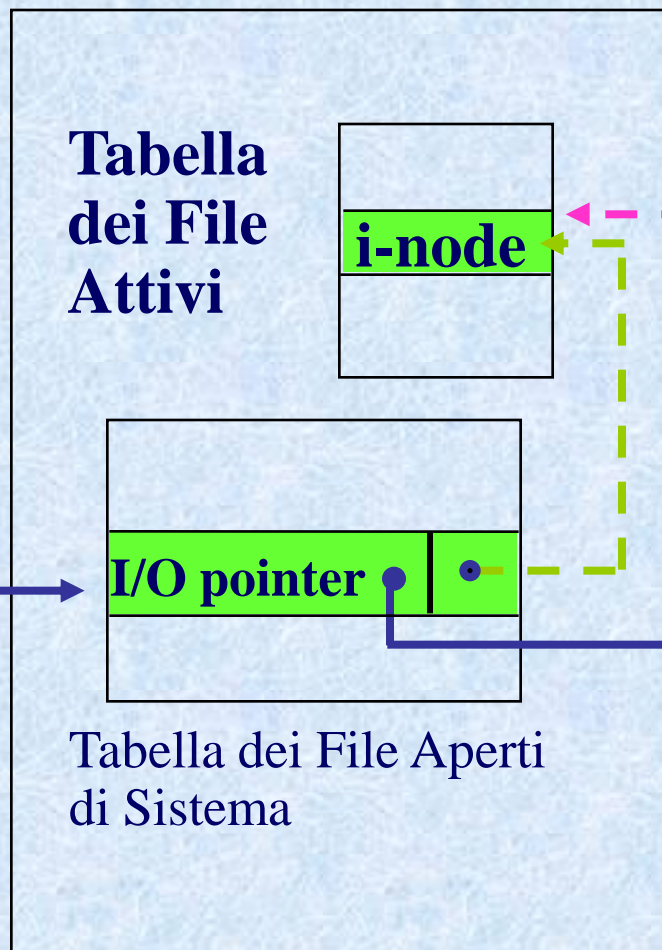 Tabella
dei File
Attivi
i-node
I/O pointer
Tabella dei File Aperti
di Sistema